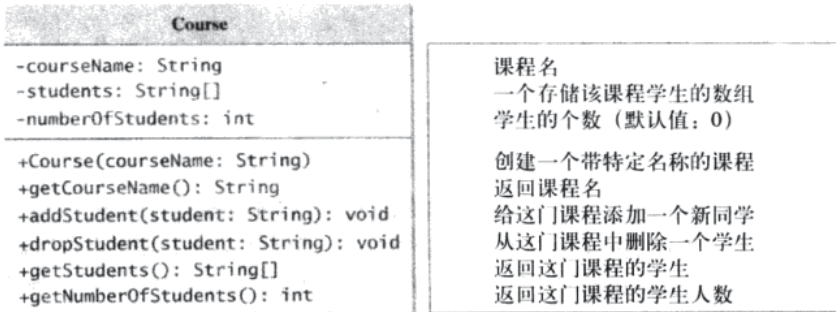 Course
-courseName: String
-students: String[]
-numberOfStudents: int
+Course(courseName: String)
+getCourseName(): String
+addStudent(student: String): void
+dropStudent(student: String): void
+getStudents(): String[]
+getNumberOfStudents(): int
课程名
一个存储该课程学生的数组
学生的个数（默认值：0）
创建一个带特定名称的课程
返回课程名
给这门课程添加一个新同学
从这门课程中删除一个学生
返回这门课程的学生
返回这门课程的学生人数